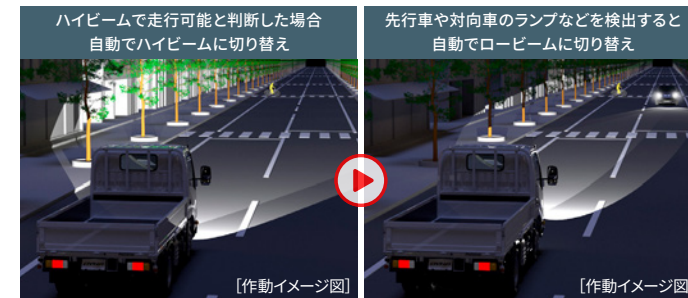 ハイビームで走行可能と判断した場合
自動でハイビームに切り替え
先行車や対向車のランプなどを検出すると
自動でロービームに切り替え
［作動イメージ図］
［作動イメージ図